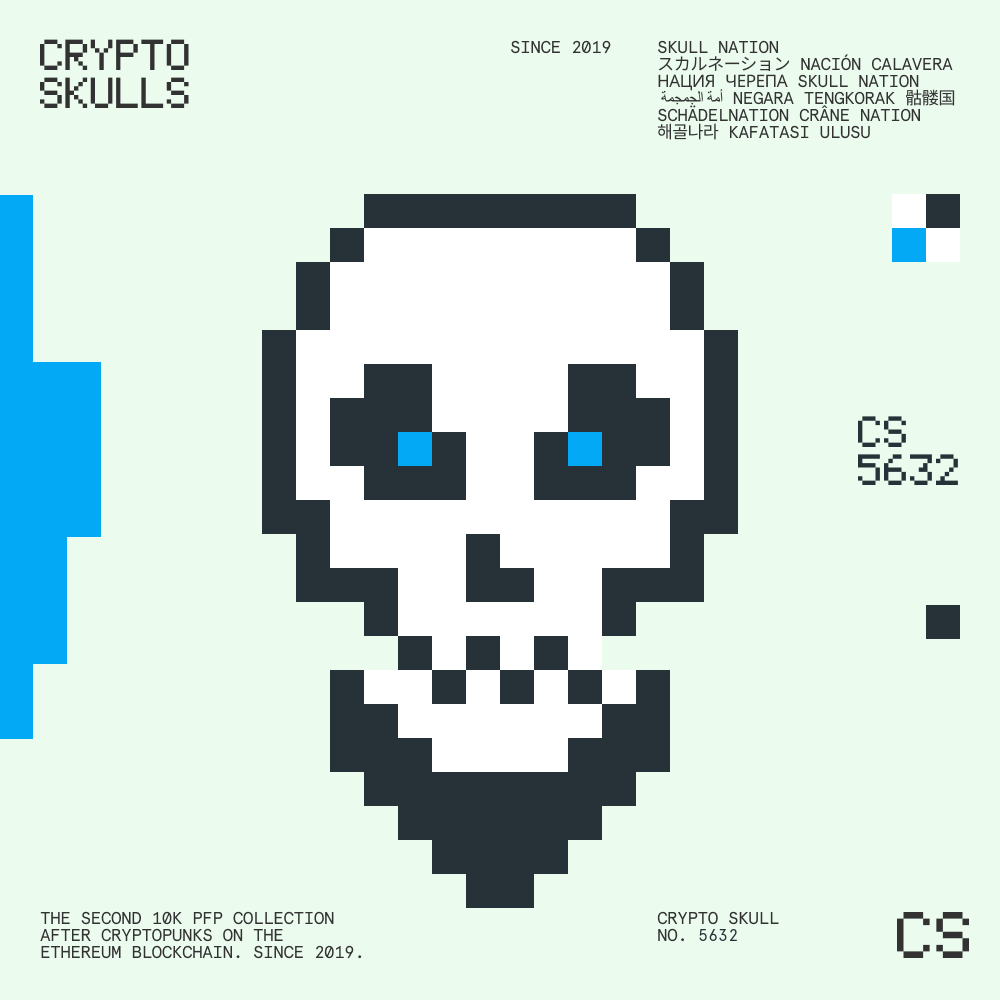 CRYPTO
SKULLS
SINCE 2019
SKULL NATION
スカルネーション NACIÓN CALAVERA
НАЦИЯ ЧЕРЕПА SKULL NATION
أمة الجمجمة NEGARA TENGKORAK 骷髅国
SCHÄDELNATION CRÂNE NATION
해골나라 KAFATASI ULUSU
CS
5632
THE SECOND 10K PFP COLLECTION
AFTER CRYPTOPUNKS ON THE
ETHEREUM BLOCKCHAIN. SINCE 2019.
CRYPTO SKULL
NO. 5632
CS